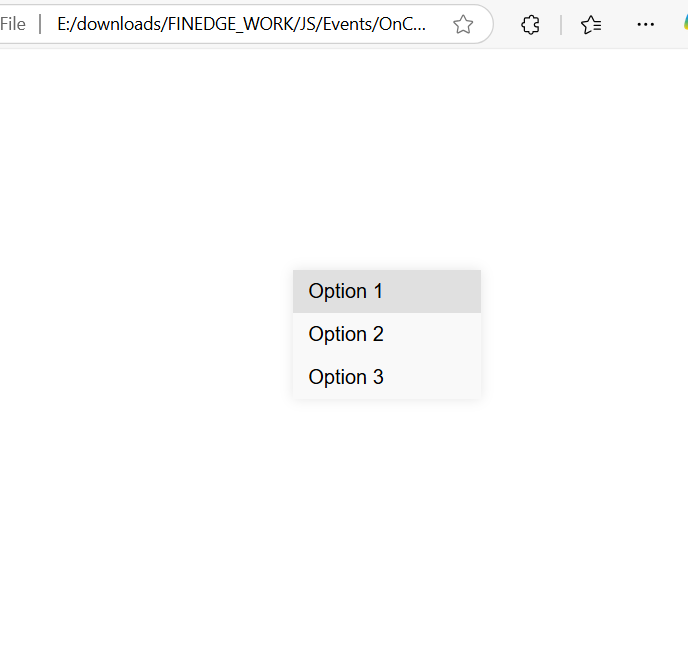 File
E:/downloads/FINEDGE_WORK/JS/Events/OnC...
Option 1
Option 2
Option 3